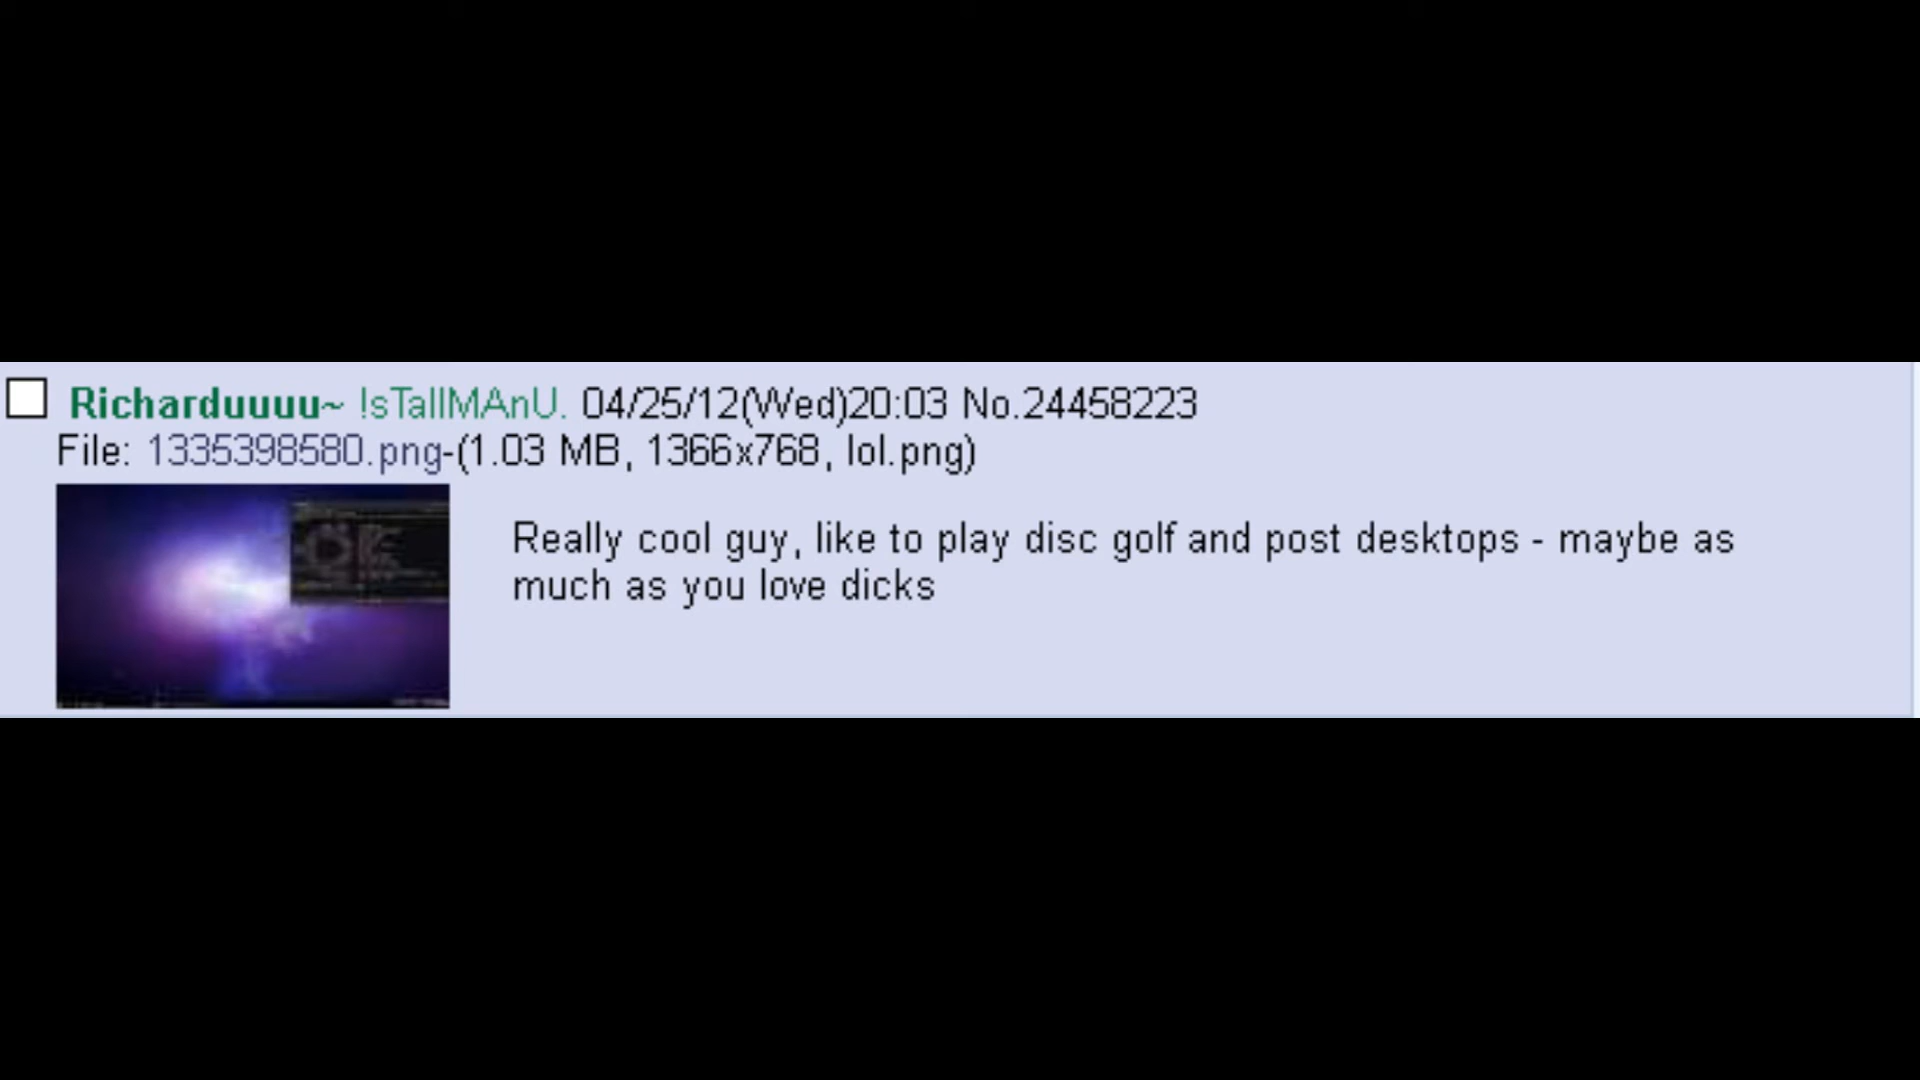 Richarduuuu~ !sTallMAnU. 04/25/12(Wed)20:03 No.24458223
File: 1335398580.png-(1.03 MB, 1366x768, lol.png)
Really cool guy, like to play disc golf and post desktops - maybe as
much as you love dicks